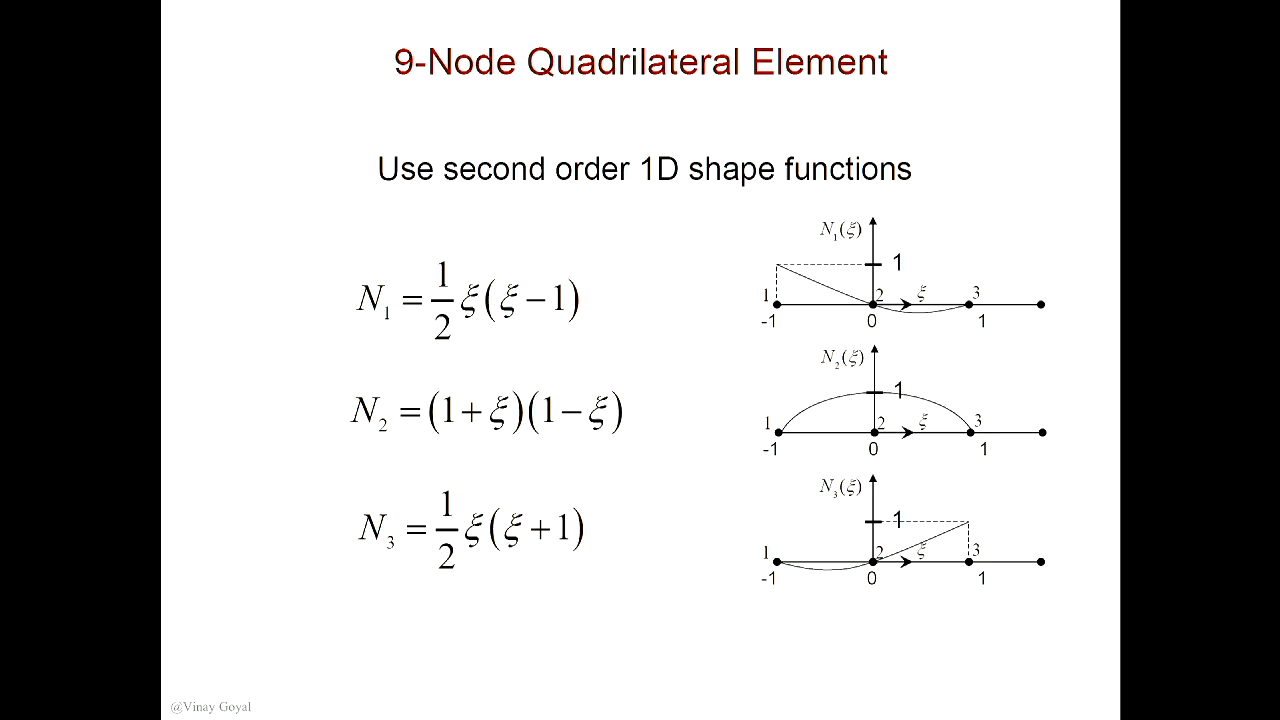 9-Node Quadrilateral Element
Use second order 1D shape functions
N₁ = 1/2 ξ(ξ − 1)
N₂ = (1 + ξ)(1 − ξ)
N₃ = 1/2 ξ(ξ + 1)
N₁(ξ)
1
1 2 ξ 3
-1 0 1
N₂(ξ)
1
1 2 ξ 3
-1 0 1
N₃(ξ)
1
1 2 ξ 3
-1 0 1
@Vinay Goyal